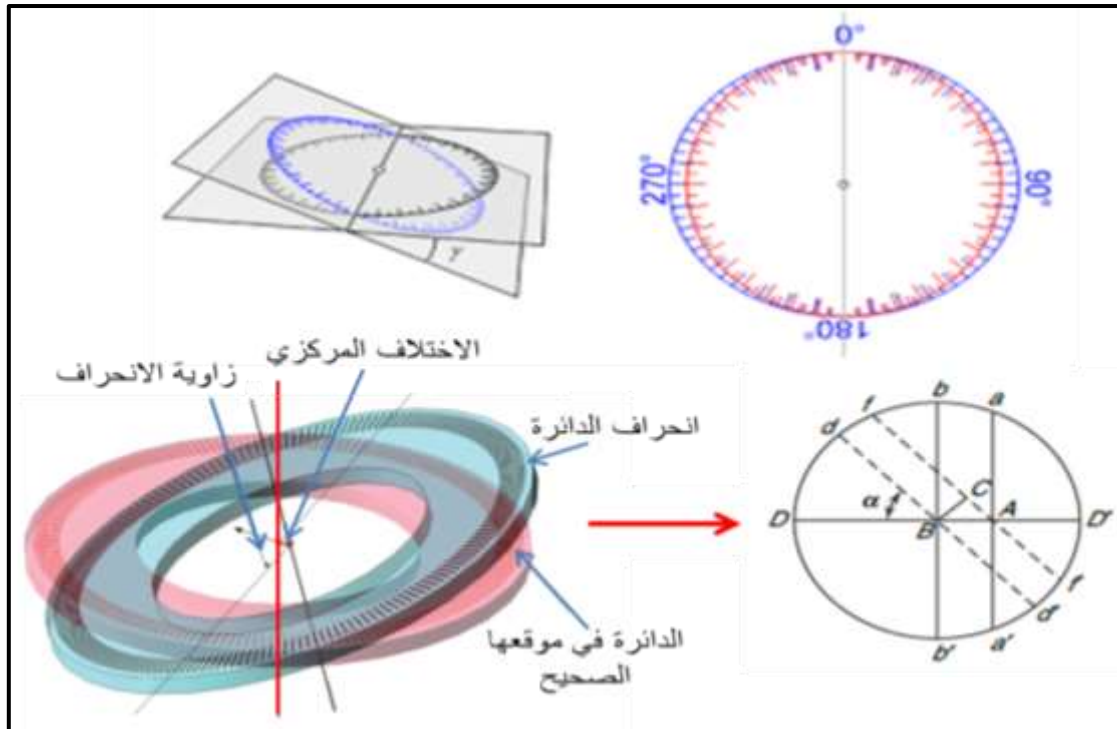 0°
270°
90°
180°
γ
الاختلاف المركزي
زاوية الانحراف
انحراف الدائرة
الدائرة في موقعها
الصحيح
b
a
f
d
C
α
D
B
A
D'
f'
d'
b'
a'